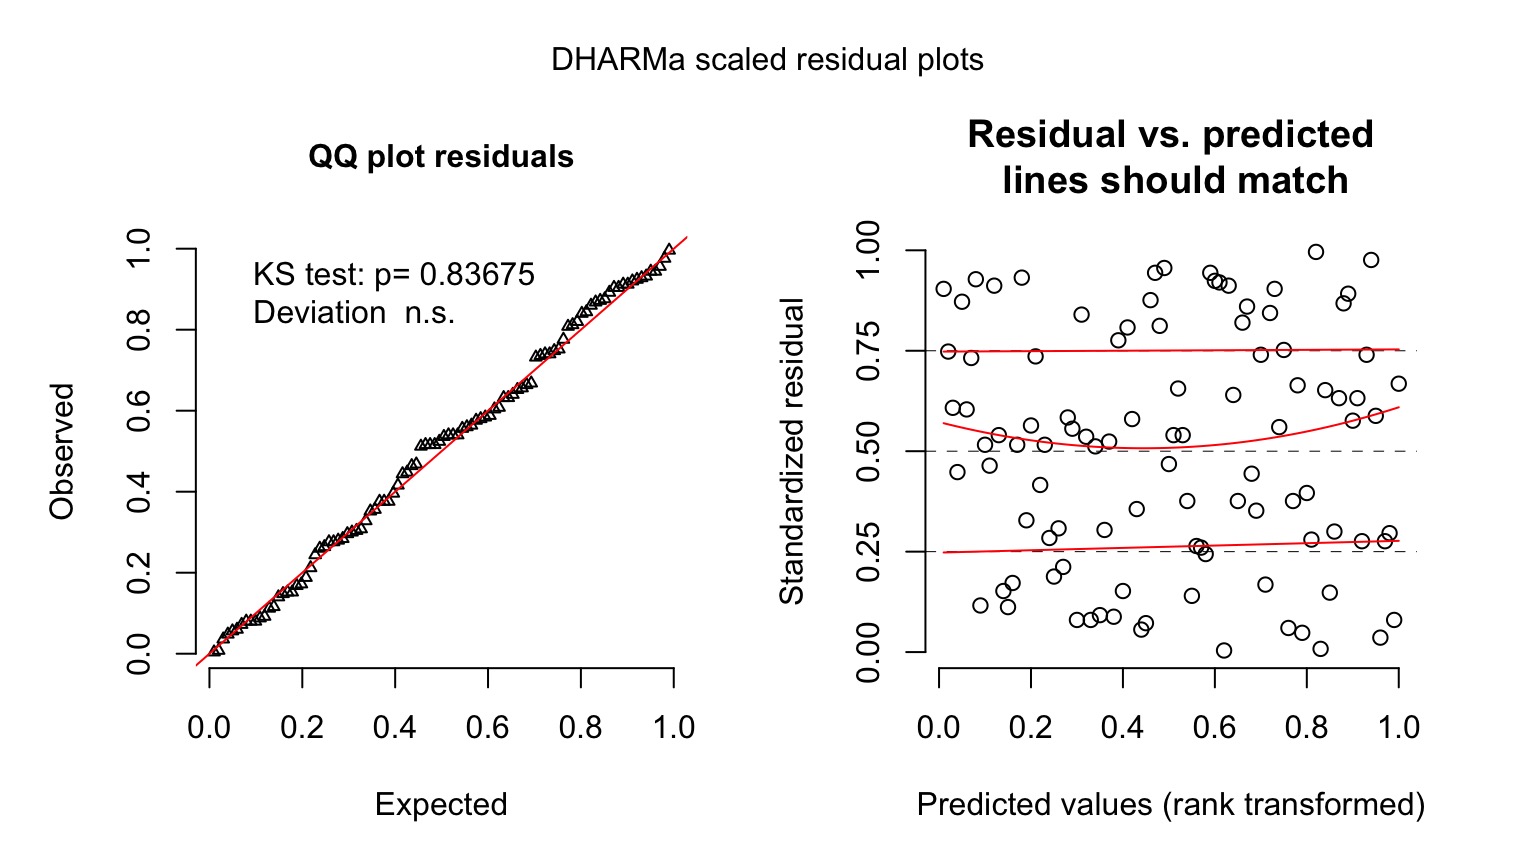 DHARMa scaled residual plots
QQ plot residuals
KS test: p= 0.83675
Deviation  n.s.
Observed
0.0 0.2 0.4 0.6 0.8 1.0
0.0 0.2 0.4 0.6 0.8 1.0
Expected
Residual vs. predicted
lines should match
Standardized residual
0.00 0.25 0.50 0.75 1.00
0.0 0.2 0.4 0.6 0.8 1.0
Predicted values (rank transformed)